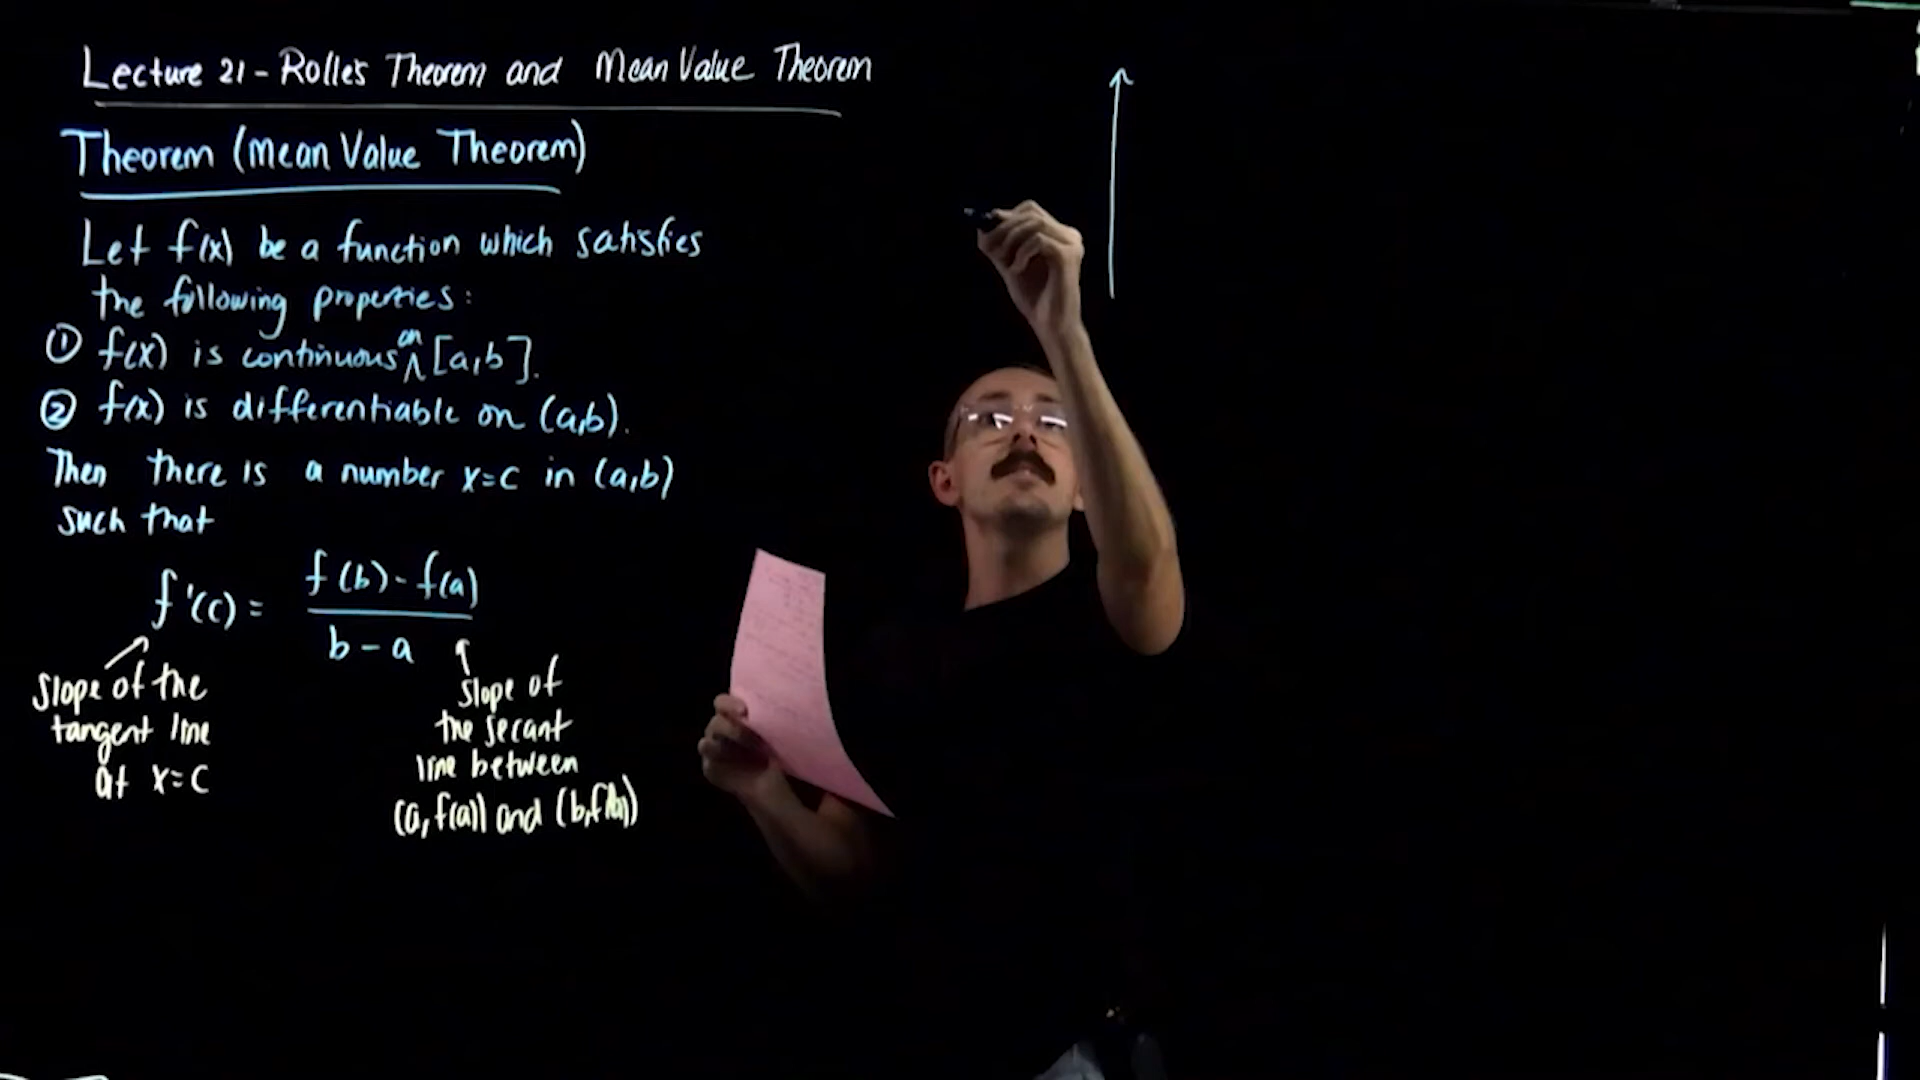 Lecture 21 - Rolle's Theorem and Mean Value Theorem
Theorem (Mean Value Theorem)
Let f(x) be a function which satisfies
the following properties:
① f(x) is continuous ^on [a,b].
② f(x) is differentiable on (a,b).
Then there is a number x=c in (a,b)
such that
f'(c) = f(b) - f(a)
b - a
slope of the
tangent line
at x=c
slope of
the secant
line between
(a, f(a)) and (b, f(b))